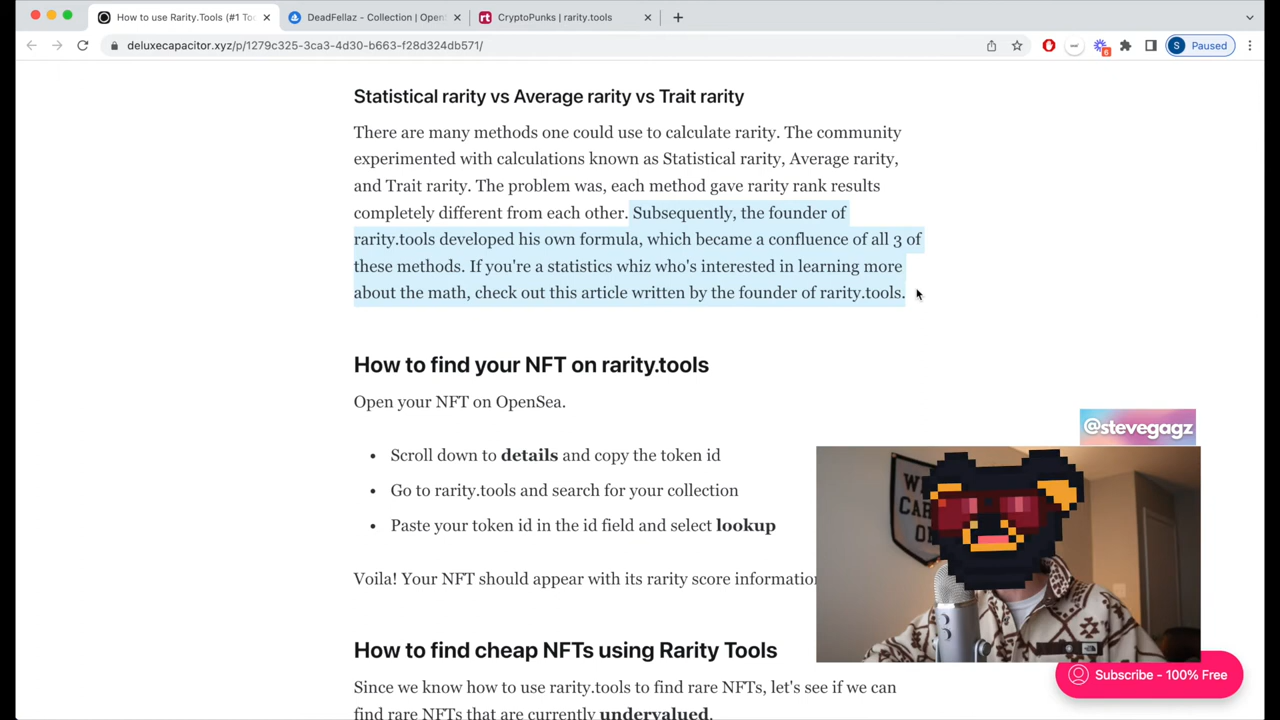 How to use Rarity.Tools (#1 To
DeadFellaz - Collection | Open
CryptoPunks | rarity.tools
deluxecapacitor.xyz/p/1279c325-3ca3-4d30-b663-f28d324db571/
6
S Paused
Statistical rarity vs Average rarity vs Trait rarity
There are many methods one could use to calculate rarity. The community
experimented with calculations known as Statistical rarity, Average rarity,
and Trait rarity. The problem was, each method gave rarity rank results
completely different from each other. Subsequently, the founder of
rarity.tools developed his own formula, which became a confluence of all 3 of
these methods. If you're a statistics whiz who's interested in learning more
about the math, check out this article written by the founder of rarity.tools.
How to find your NFT on rarity.tools
Open your NFT on OpenSea.
• Scroll down to details and copy the token id
• Go to rarity.tools and search for your collection
• Paste your token id in the id field and select lookup
Voila! Your NFT should appear with its rarity score information
@stevegagz
How to find cheap NFTs using Rarity Tools
Since we know how to use rarity.tools to find rare NFTs, let's see if we can
find rare NFTs that are currently undervalued.
Subscribe - 100% Free